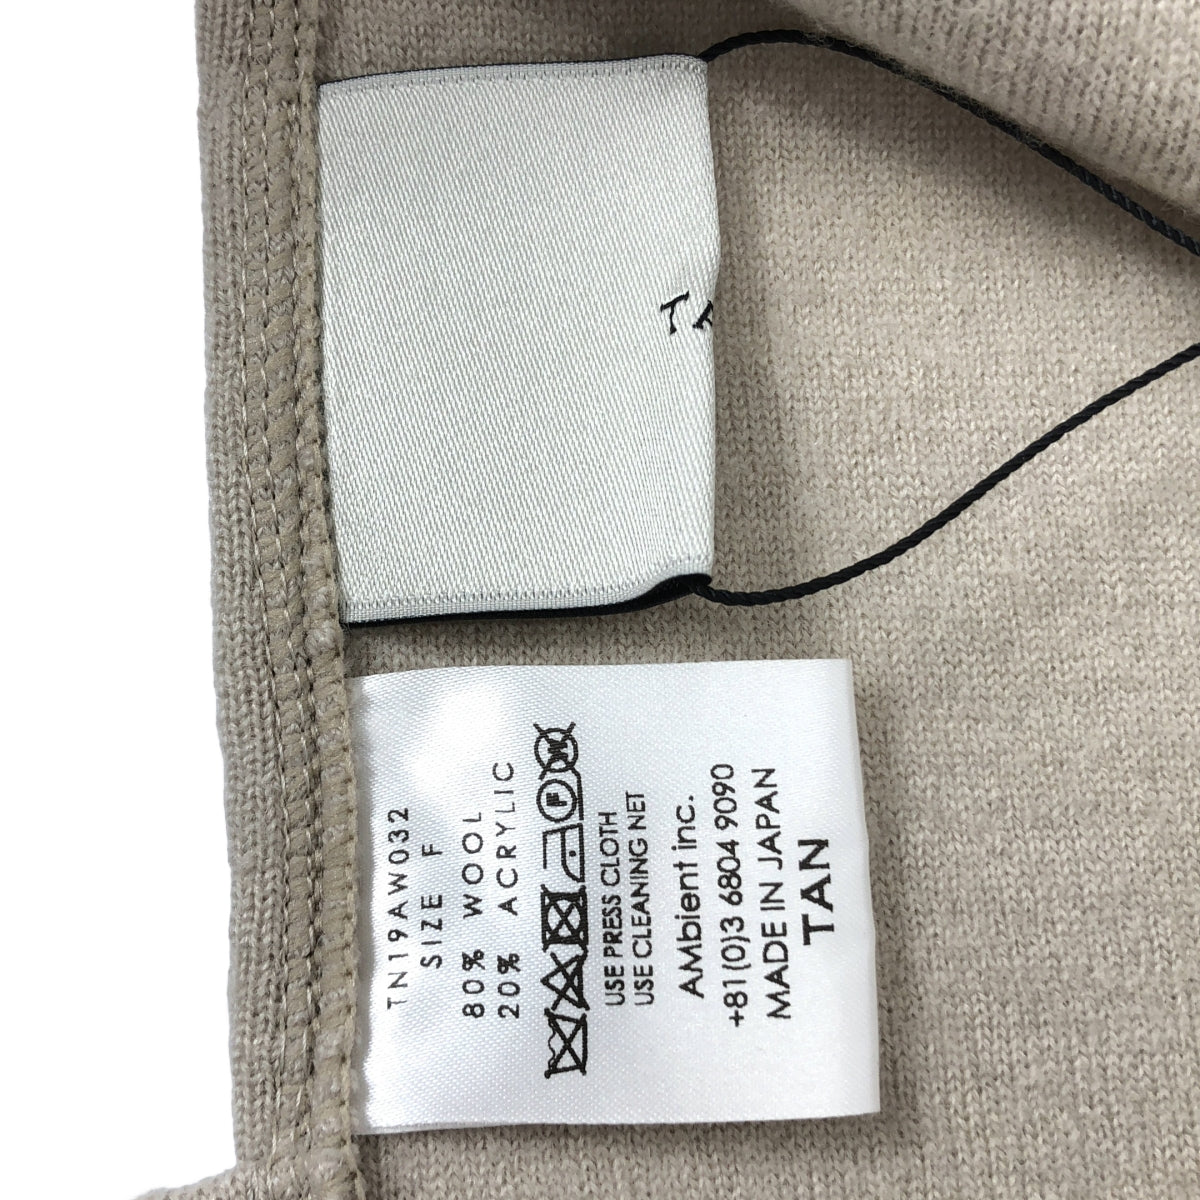 TN19AW032
SIZE F
80% WOOL
20% ACRYLIC
F
W
USE PRESS CLOTH
USE CLEANING NET
AMbient inc.
+81(0)3 6804 9090
MADE IN JAPAN
TAN